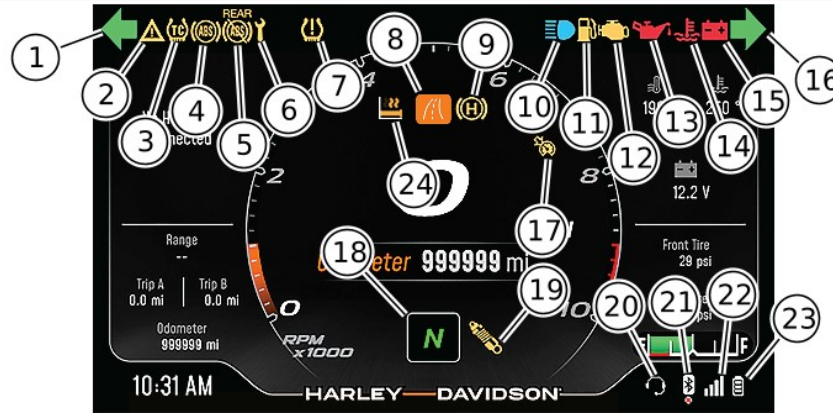 REAR
TC
ABS
ABS
H
1
2
3
4
5
6
7
8
9
10
11
12
13
14
15
16
17
18
19
20
21
22
23
24
4
6
2
8
0
10
0
12.2 V
Range
--
Trip A
0.0 mi
Trip B
0.0 mi
Odometer
999999 mi
999999 mi
Front Tire
29 psi
psi
RPM
x1000
N
F
10:31 AM
HARLEY—DAVIDSON